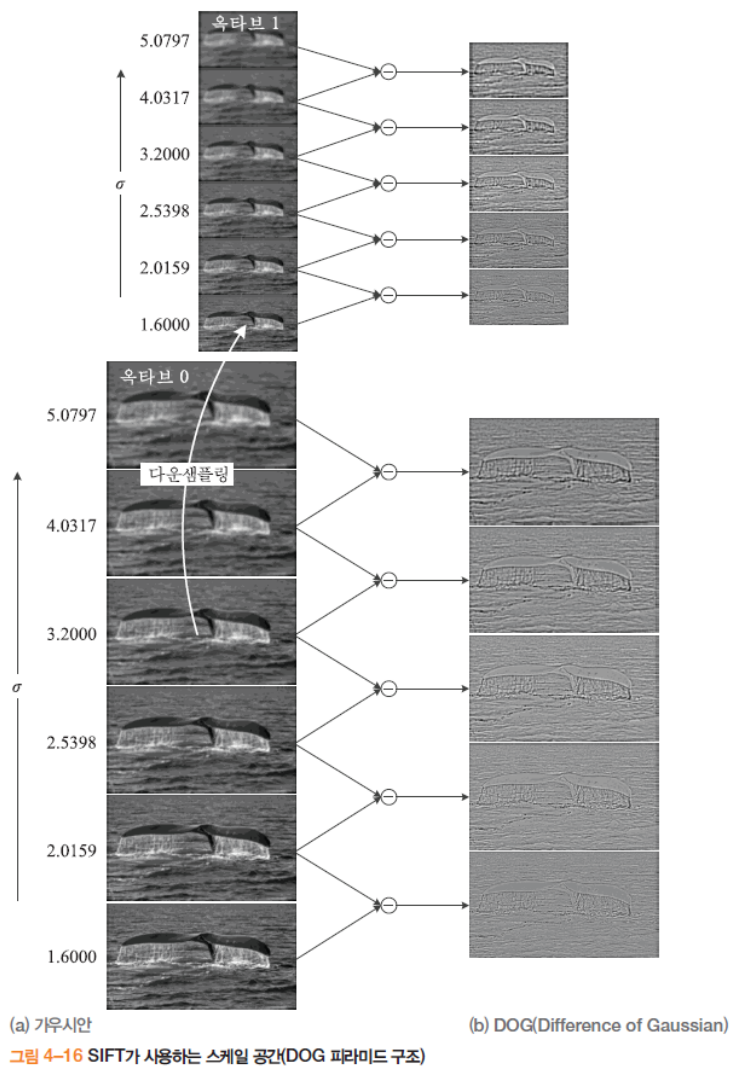 옥타브 1
5.0797
4.0317
3.2000
σ
2.5398
2.0159
1.6000
옥타브 0
5.0797
다운샘플링
4.0317
3.2000
σ
2.5398
2.0159
1.6000
(a) 가우시안
(b) DOG(Difference of Gaussian)
그림 4-16 SIFT가 사용하는 스케일 공간(DOG 피라미드 구조)